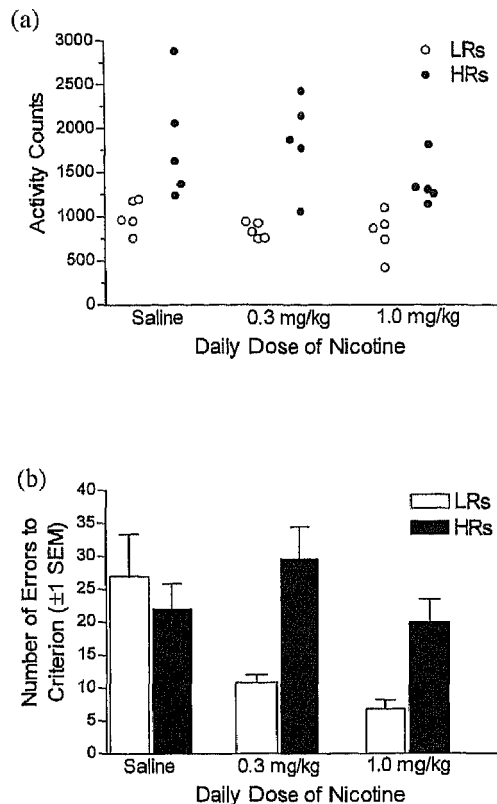 (a)
3000
2500
2000
1500
1000
500
0
Activity Counts
LRs
HRs
Saline
0.3 mg/kg
1.0 mg/kg
Daily Dose of Nicotine
(b)
40
35
30
25
20
15
10
5
0
Number of Errors to
Criterion (±1 SEM)
LRs
HRs
Saline
0.3 mg/kg
1.0 mg/kg
Daily Dose of Nicotine